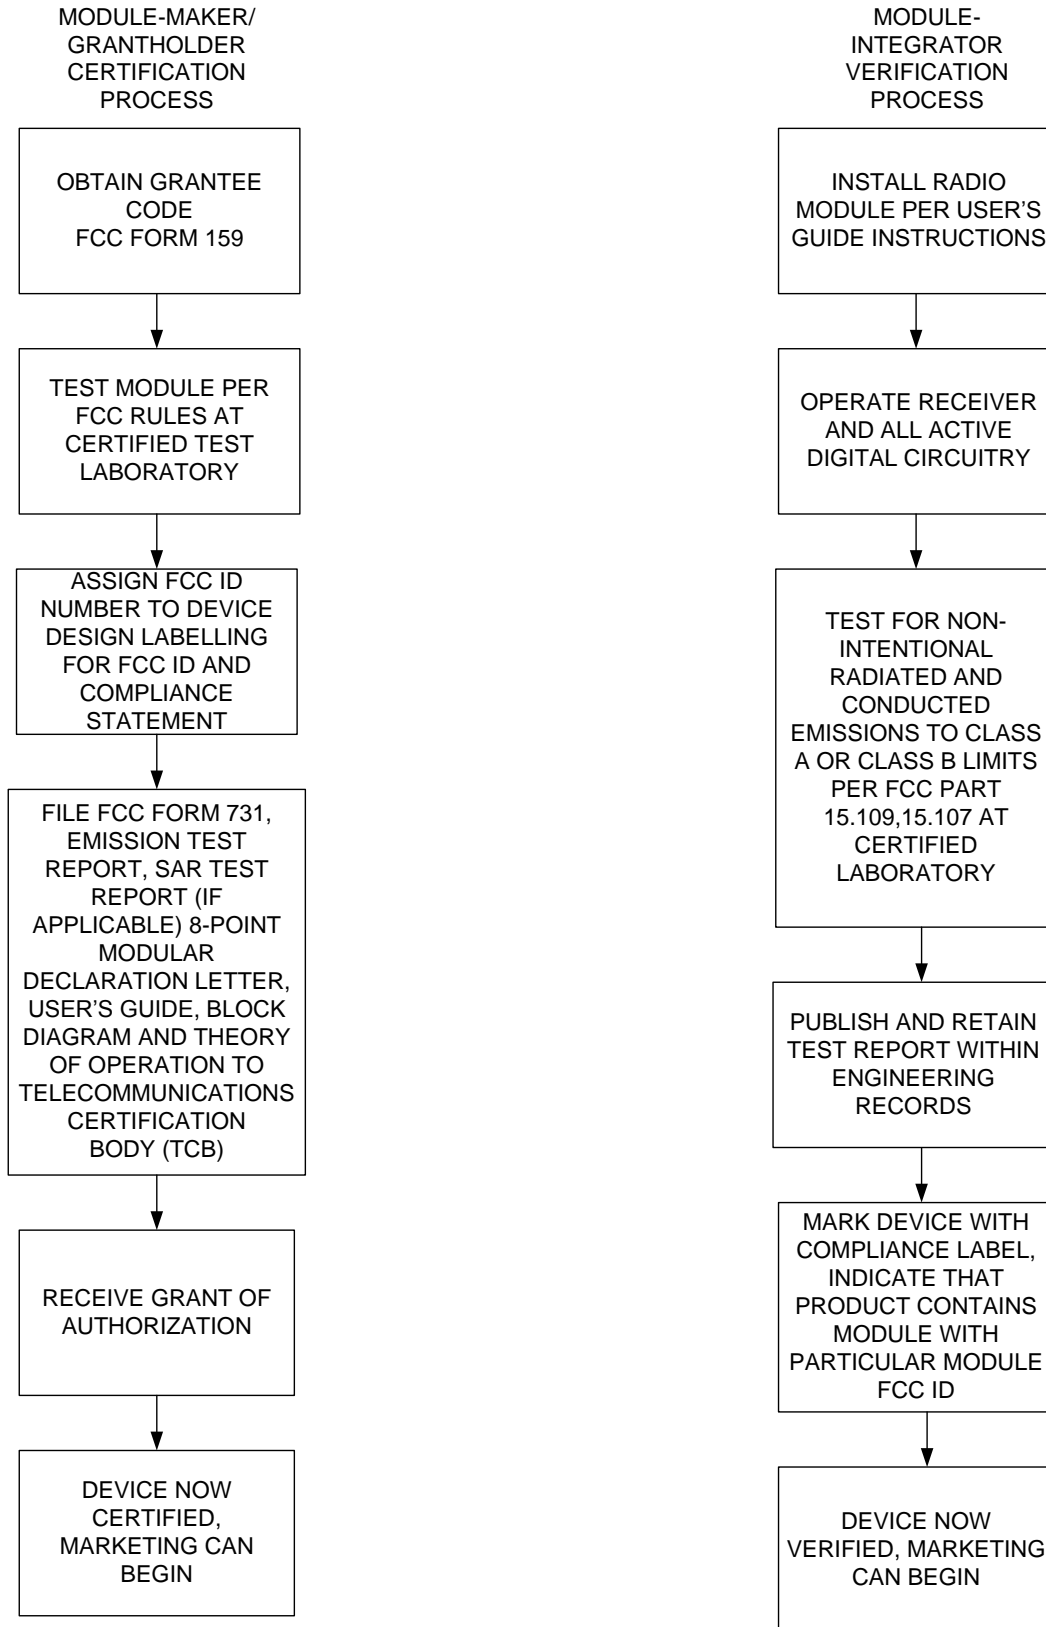 MODULE-MAKER/
GRANTHOLDER
CERTIFICATION
PROCESS
OBTAIN GRANTEE
CODE
FCC FORM 159
TEST MODULE PER
FCC RULES AT
CERTIFIED TEST
LABORATORY
ASSIGN FCC ID
NUMBER TO DEVICE
DESIGN LABELLING
FOR FCC ID AND
COMPLIANCE
STATEMENT
FILE FCC FORM 731,
EMISSION TEST
REPORT, SAR TEST
REPORT (IF
APPLICABLE) 8-POINT
MODULAR
DECLARATION LETTER,
USER'S GUIDE, BLOCK
DIAGRAM AND THEORY
OF OPERATION TO
TELECOMMUNICATIONS
CERTIFICATION
BODY (TCB)
RECEIVE GRANT OF
AUTHORIZATION
DEVICE NOW
CERTIFIED,
MARKETING CAN
BEGIN
MODULE-
INTEGRATOR
VERIFICATION
PROCESS
INSTALL RADIO
MODULE PER USER'S
GUIDE INSTRUCTIONS
OPERATE RECEIVER
AND ALL ACTIVE
DIGITAL CIRCUITRY
TEST FOR NON-
INTENTIONAL
RADIATED AND
CONDUCTED
EMISSIONS TO CLASS
A OR CLASS B LIMITS
PER FCC PART
15.109,15.107 AT
CERTIFIED
LABORATORY
PUBLISH AND RETAIN
TEST REPORT WITHIN
ENGINEERING
RECORDS
MARK DEVICE WITH
COMPLIANCE LABEL,
INDICATE THAT
PRODUCT CONTAINS
MODULE WITH
PARTICULAR MODULE
FCC ID
DEVICE NOW
VERIFIED, MARKETING
CAN BEGIN